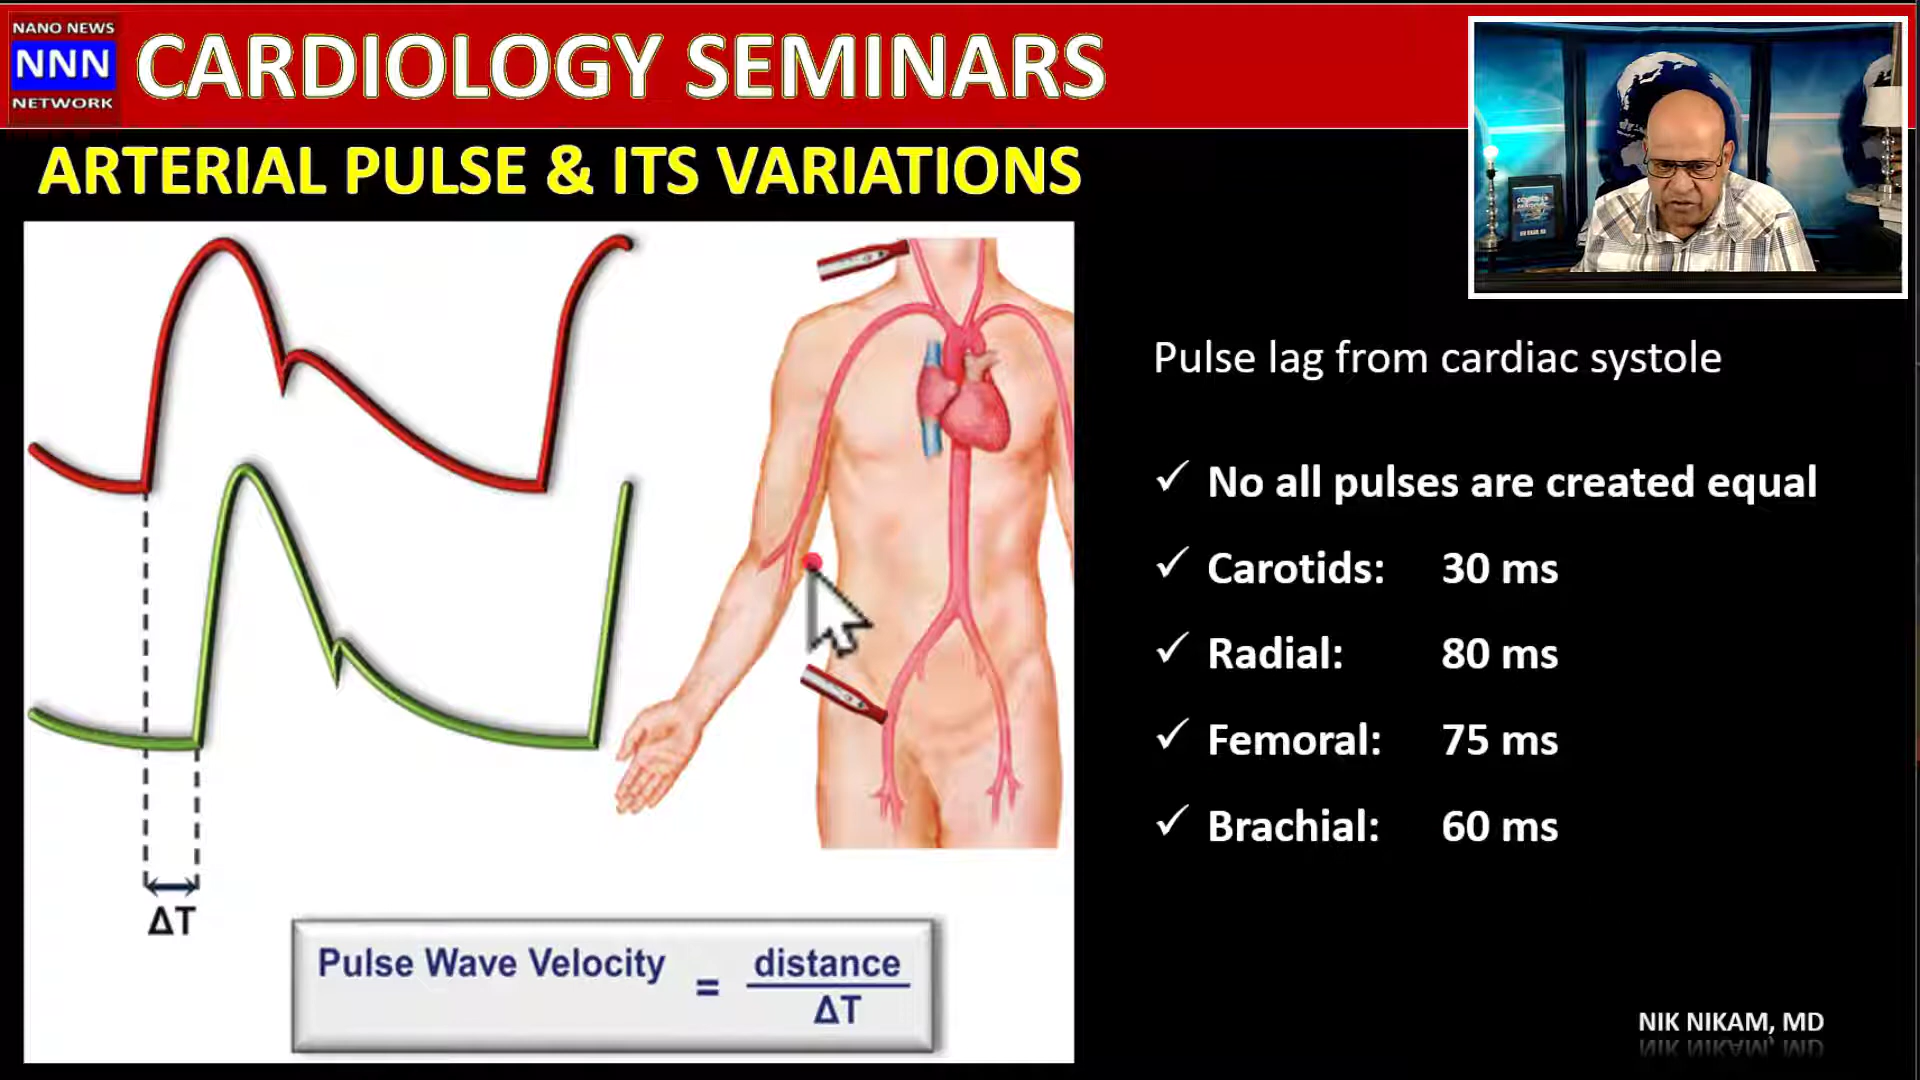 NANO NEWS
NNN
NETWORK
CARDIOLOGY SEMINARS
ARTERIAL PULSE & ITS VARIATIONS
Pulse lag from cardiac systole
✓ No all pulses are created equal
✓ Carotids: 30 ms
✓ Radial: 80 ms
✓ Femoral: 75 ms
✓ Brachial: 60 ms
ΔT
Pulse Wave Velocity = distance
ΔT
NIK NIKAM, MD